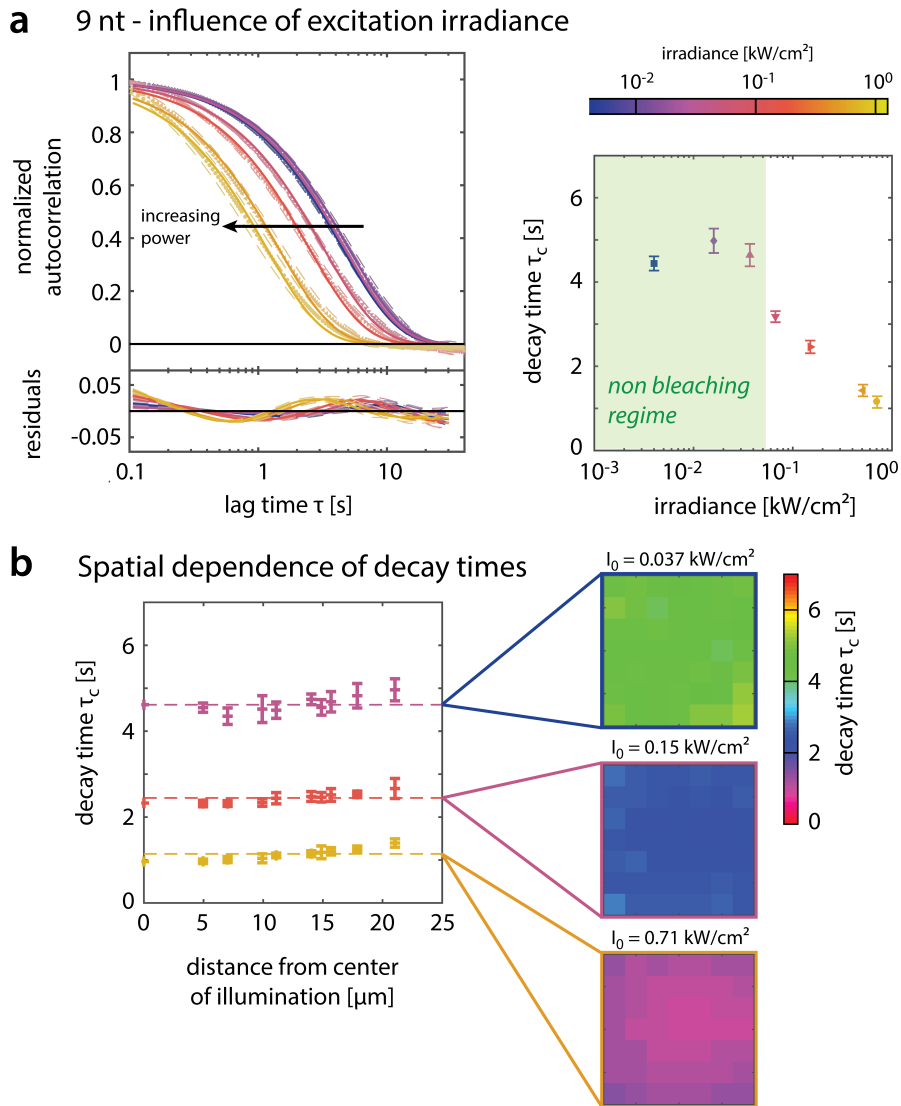 a 9 nt - influence of excitation irradiance
irradiance [kW/cm²]
10⁻² 10⁻¹ 10⁰
normalized
autocorrelation
1
0.8
0.6
0.4
0.2
0
increasing
power
residuals
0.05
-0.05
0.1 1 10
lag time τ [s]
decay time τ_c [s]
6
4
2
0
non bleaching
regime
10⁻³ 10⁻² 10⁻¹ 10⁰
irradiance [kW/cm²]
b Spatial dependence of decay times
decay time τ_c [s]
6
4
2
0
0 5 10 15 20 25
distance from center
of illumination [μm]
I₀ = 0.037 kW/cm²
I₀ = 0.15 kW/cm²
I₀ = 0.71 kW/cm²
6
4
2
0
decay time τ_c [s]